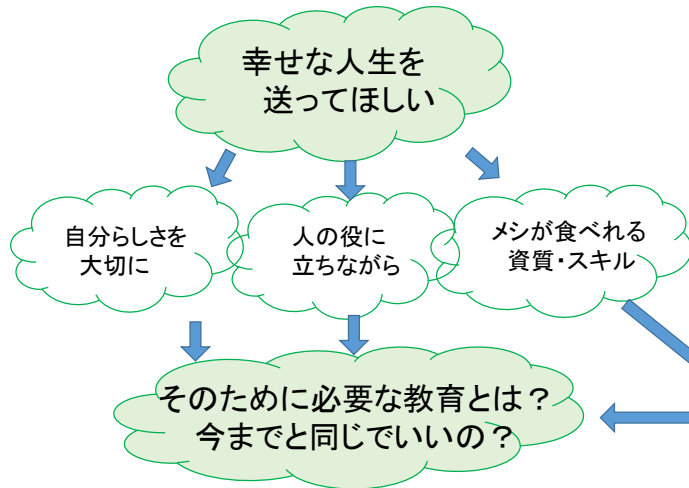 幸せな人生を
送ってほしい
自分らしさを
大切に
人の役に
立ちながら
メシが食べれる
資質・スキル
そのために必要な教育とは？
今までと同じでいいの？